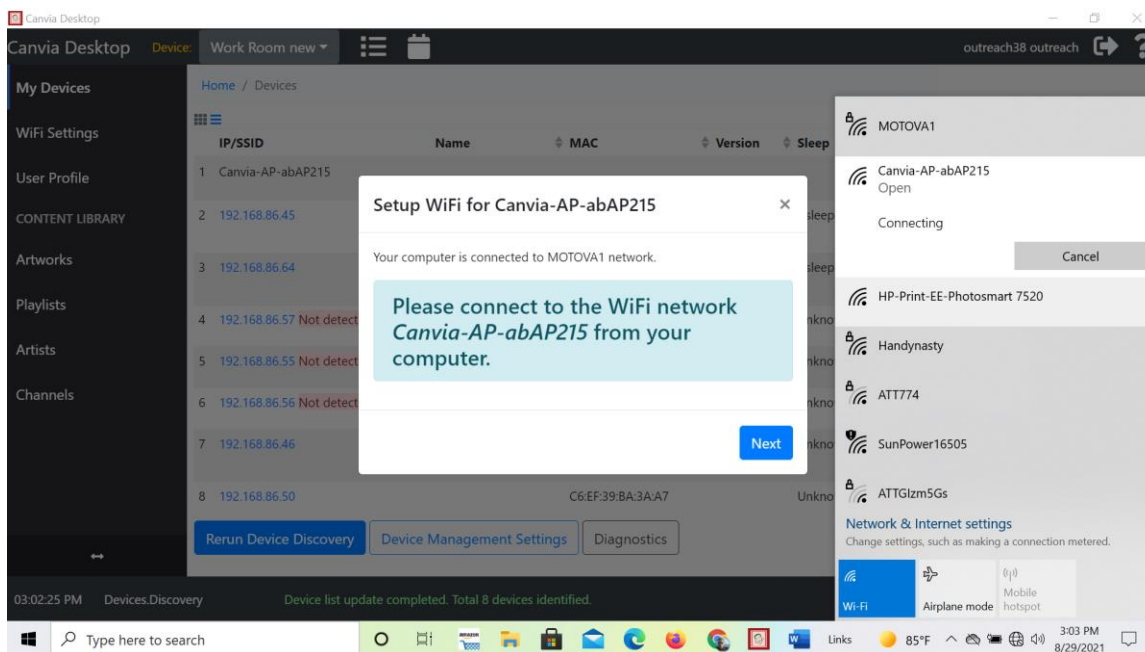 Canvia Desktop
Canvia Desktop Device: Work Room new outreach38 outreach ?
My Devices
WiFi Settings
User Profile
CONTENT LIBRARY
Artworks
Playlists
Artists
Channels
Home / Devices
IP/SSID Name MAC Version Sleep
1 Canvia-AP-abAP215
2 192.168.86.45
3 192.168.86.64
4 192.168.86.57 Not detect
5 192.168.86.55 Not detect
6 192.168.86.56 Not detect
7 192.168.86.46
8 192.168.86.50 C6:EF:39:BA:3A:A7 Unkno
Rerun Device Discovery Device Management Settings Diagnostics
Setup WiFi for Canvia-AP-abAP215 ×
Your computer is connected to MOTOVA1 network.
Please connect to the WiFi network
Canvia-AP-abAP215 from your
computer.
Next
MOTOVA1
Canvia-AP-abAP215
Open
Connecting
Cancel
HP-Print-EE-Photosmart 7520
Handynasty
ATT774
SunPower16505
ATTGIzm5Gs
Network & Internet settings
Change settings, such as making a connection metered.
Wi-Fi
Airplane mode
Mobile
hotspot
03:02:25 PM Devices.Discovery Device list update completed. Total 8 devices identified.
Type here to search
Links
85°F
3:03 PM
8/29/2021